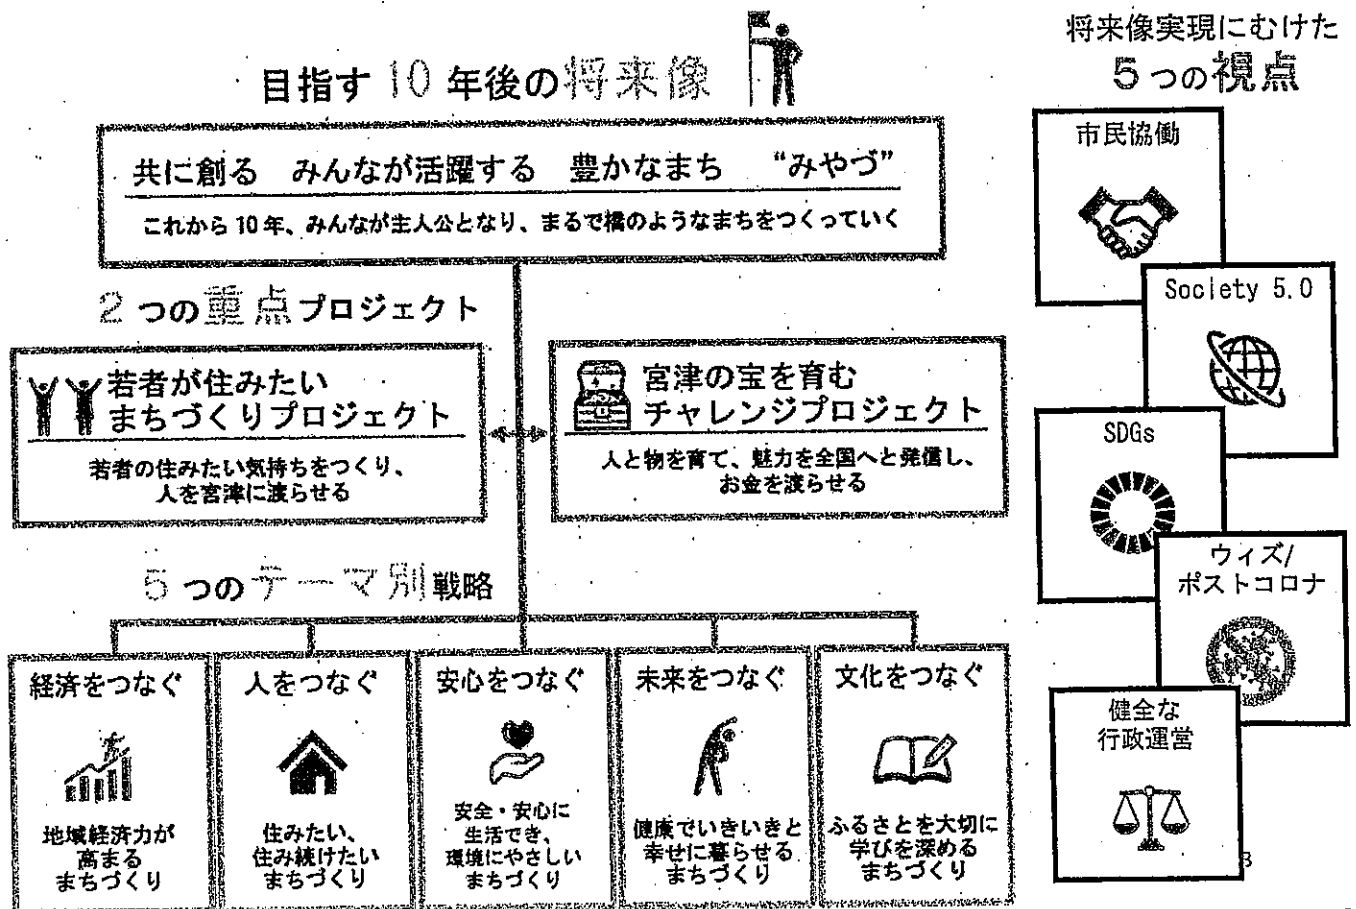 目指す 10 年後の将来像
共に創る みんなが活躍する 豊かなまち “みやづ”
これから 10 年、みんなが主人公となり、まるで橋のようなまちをつくっていく
2 つの重点プロジェクト
若者が住みたい
まちづくりプロジェクト
若者の住みたい気持ちをつくり、
人を宮津に渡らせる
宮津の宝を育む
チャレンジプロジェクト
人と物を育て、魅力を全国へと発信し、
お金を渡らせる
5 つのテーマ別戦略
経済をつなぐ
地域経済力が
高まる
まちづくり
人をつなぐ
住みたい、
住み続けたい
まちづくり
安心をつなぐ
安全・安心に
生活でき、
環境にやさしい
まちづくり
未来をつなぐ
健康でいきいきと
幸せに暮らせる
まちづくり
文化をつなぐ
ふるさとを大切に
学びを深める
まちづくり
将来像実現にむけた
5 つの視点
市民協働
Society 5.0
SDGs
ウィズ/
ポストコロナ
健全な
行政運営
3